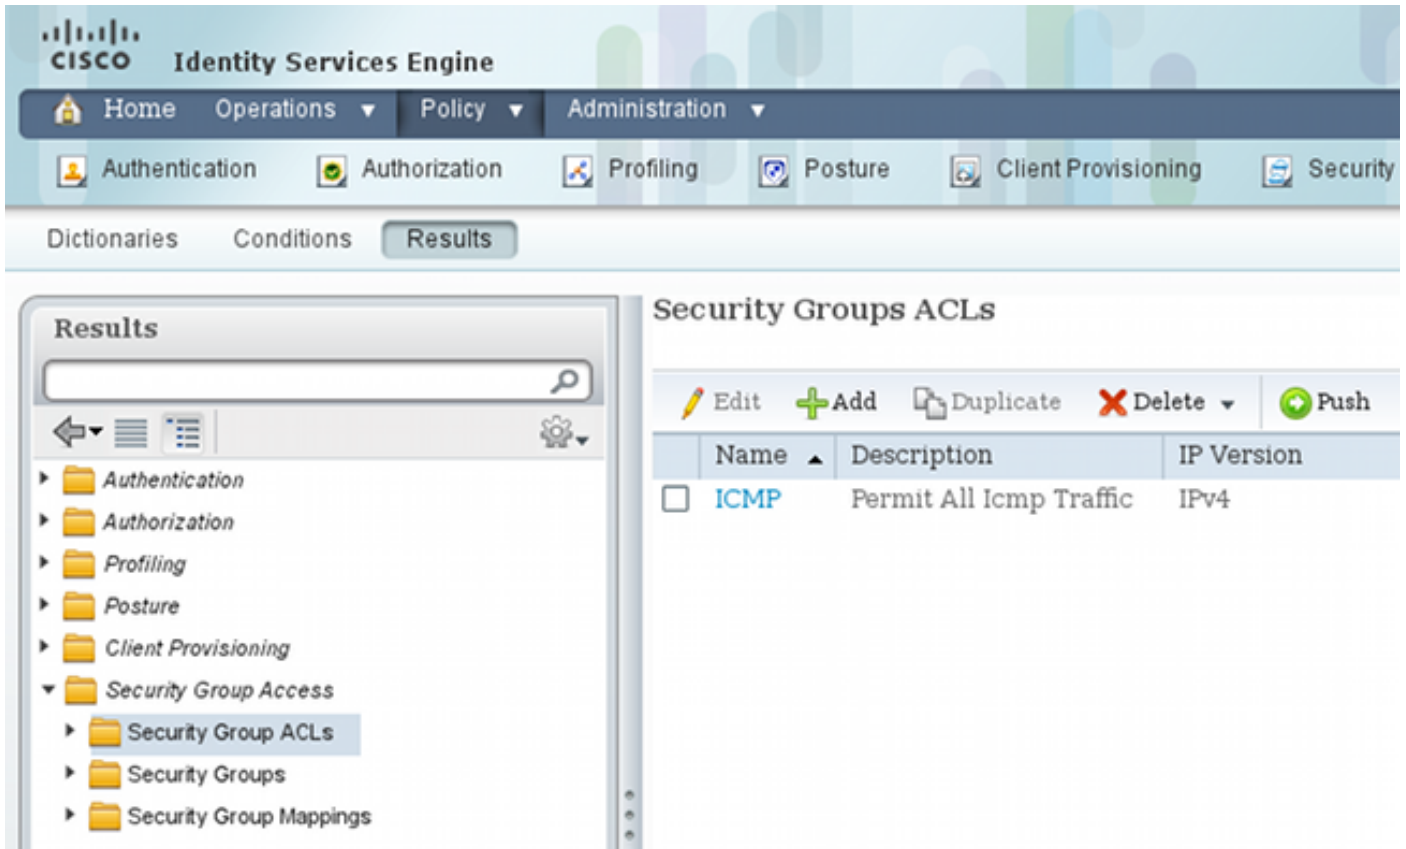 CISCO Identity Services Engine
Home Operations Policy Administration
Authentication Authorization Profiling Posture Client Provisioning Security
Dictionaries Conditions Results
Results
Authentication
Authorization
Profiling
Posture
Client Provisioning
Security Group Access
Security Group ACLs
Security Groups
Security Group Mappings
Security Groups ACLs
Edit Add Duplicate Delete Push
Name Description IP Version
ICMP Permit All Icmp Traffic IPv4